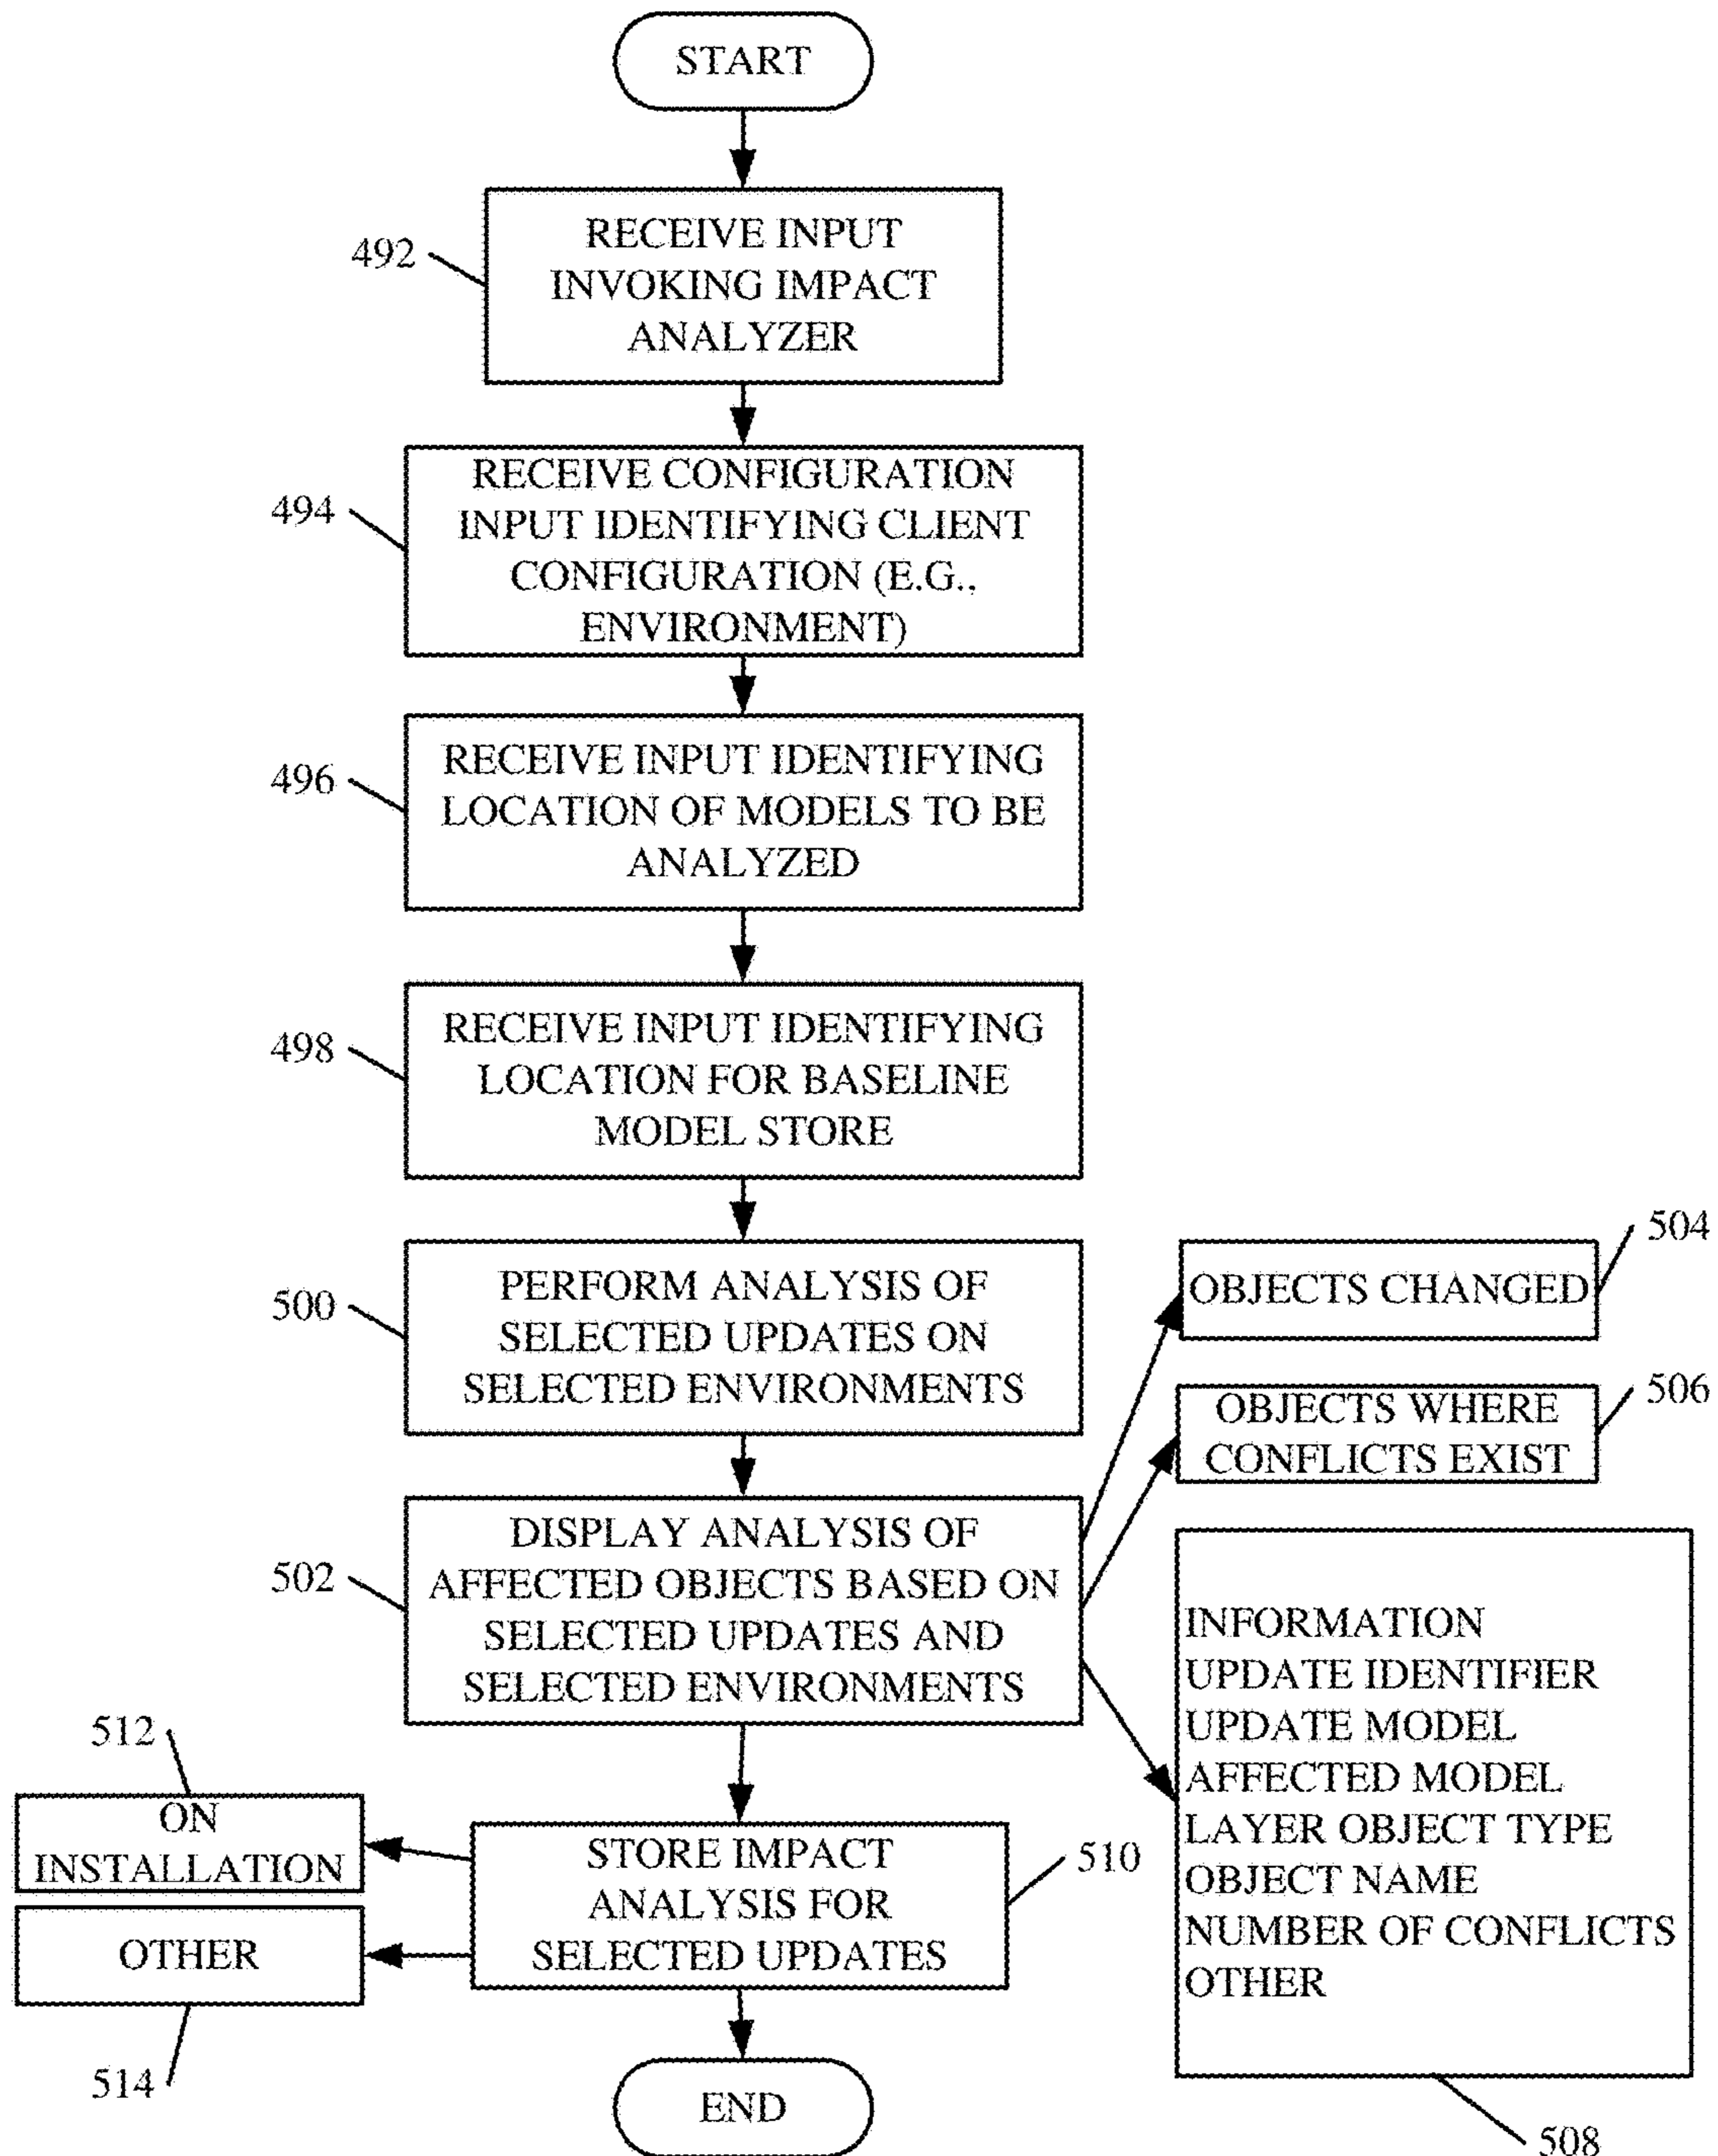 START
492
RECEIVE INPUT
INVOKING IMPACT
ANALYZER
494
RECEIVE CONFIGURATION
INPUT IDENTIFYING CLIENT
CONFIGURATION (E.G.,
ENVIRONMENT)
496
RECEIVE INPUT IDENTIFYING
LOCATION OF MODELS TO BE
ANALYZED
498
RECEIVE INPUT IDENTIFYING
LOCATION FOR BASELINE
MODEL STORE
500
PERFORM ANALYSIS OF
SELECTED UPDATES ON
SELECTED ENVIRONMENTS
504
OBJECTS CHANGED
506
OBJECTS WHERE
CONFLICTS EXIST
502
DISPLAY ANALYSIS OF
AFFECTED OBJECTS BASED ON
SELECTED UPDATES AND
SELECTED ENVIRONMENTS
INFORMATION
UPDATE IDENTIFIER
UPDATE MODEL
AFFECTED MODEL
LAYER OBJECT TYPE
OBJECT NAME
NUMBER OF CONFLICTS
OTHER
508
512
ON
INSTALLATION
STORE IMPACT
ANALYSIS FOR
SELECTED UPDATES
510
OTHER
514
END